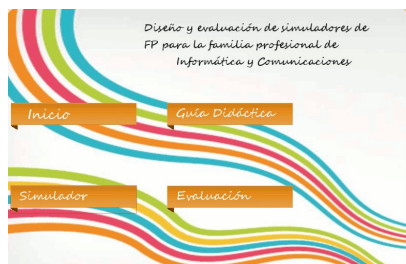 Diseño y evaluación de simuladores de
FP para la familia profesional de
Informática y Comunicaciones
Inicio
Guía Didáctica
Simulador
Evaluación